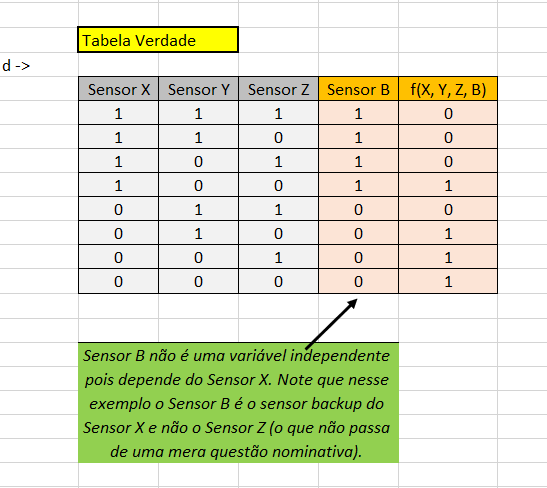 Tabela Verdade
d ->
Sensor X Sensor Y Sensor Z Sensor B f(X, Y, Z, B)
1 1 1 1 0
1 1 0 1 0
1 0 1 1 0
1 0 0 1 1
0 1 1 0 0
0 1 0 0 1
0 0 1 0 1
0 0 0 0 1
Sensor B não é uma variável independente
pois depende do Sensor X. Note que nesse
exemplo o Sensor B é o sensor backup do
Sensor X e não o Sensor Z (o que não passa
de uma mera questão nominativa).